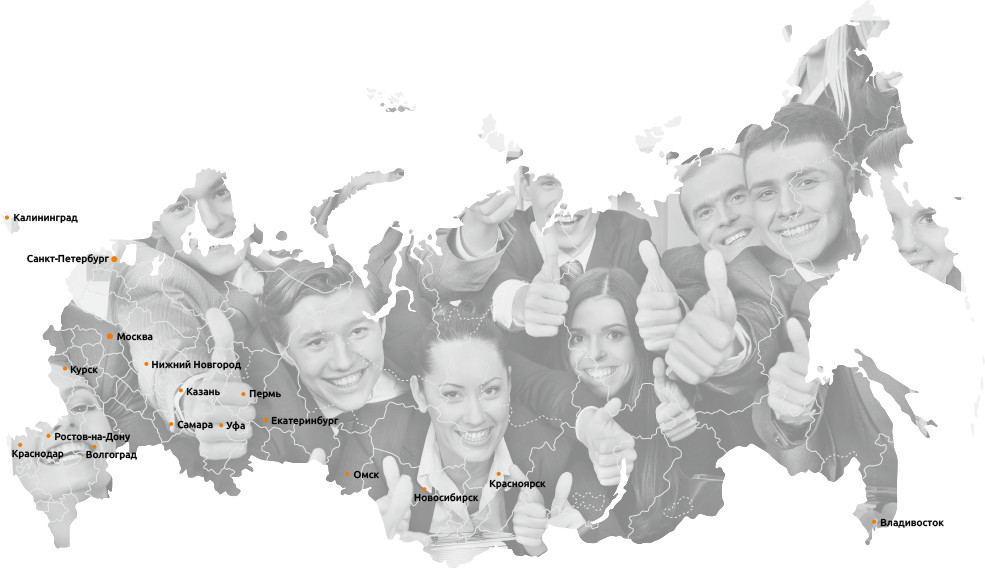 Калининград
Санкт-Петербург
Москва
Нижний Новгород
Курск
Казань
Пермь
Екатеринбург
Самара
Уфа
Ростов-на-Дону
Краснодар
Волгоград
Омск
Красноярск
Новосибирск
Владивосток